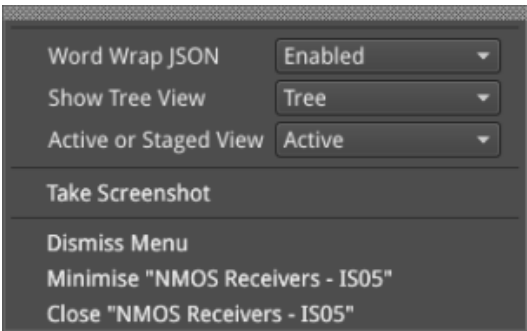 Word Wrap JSON Enabled
Show Tree View Tree
Active or Staged View Active
Take Screenshot
Dismiss Menu
Minimise "NMOS Receivers - IS05"
Close "NMOS Receivers - IS05"